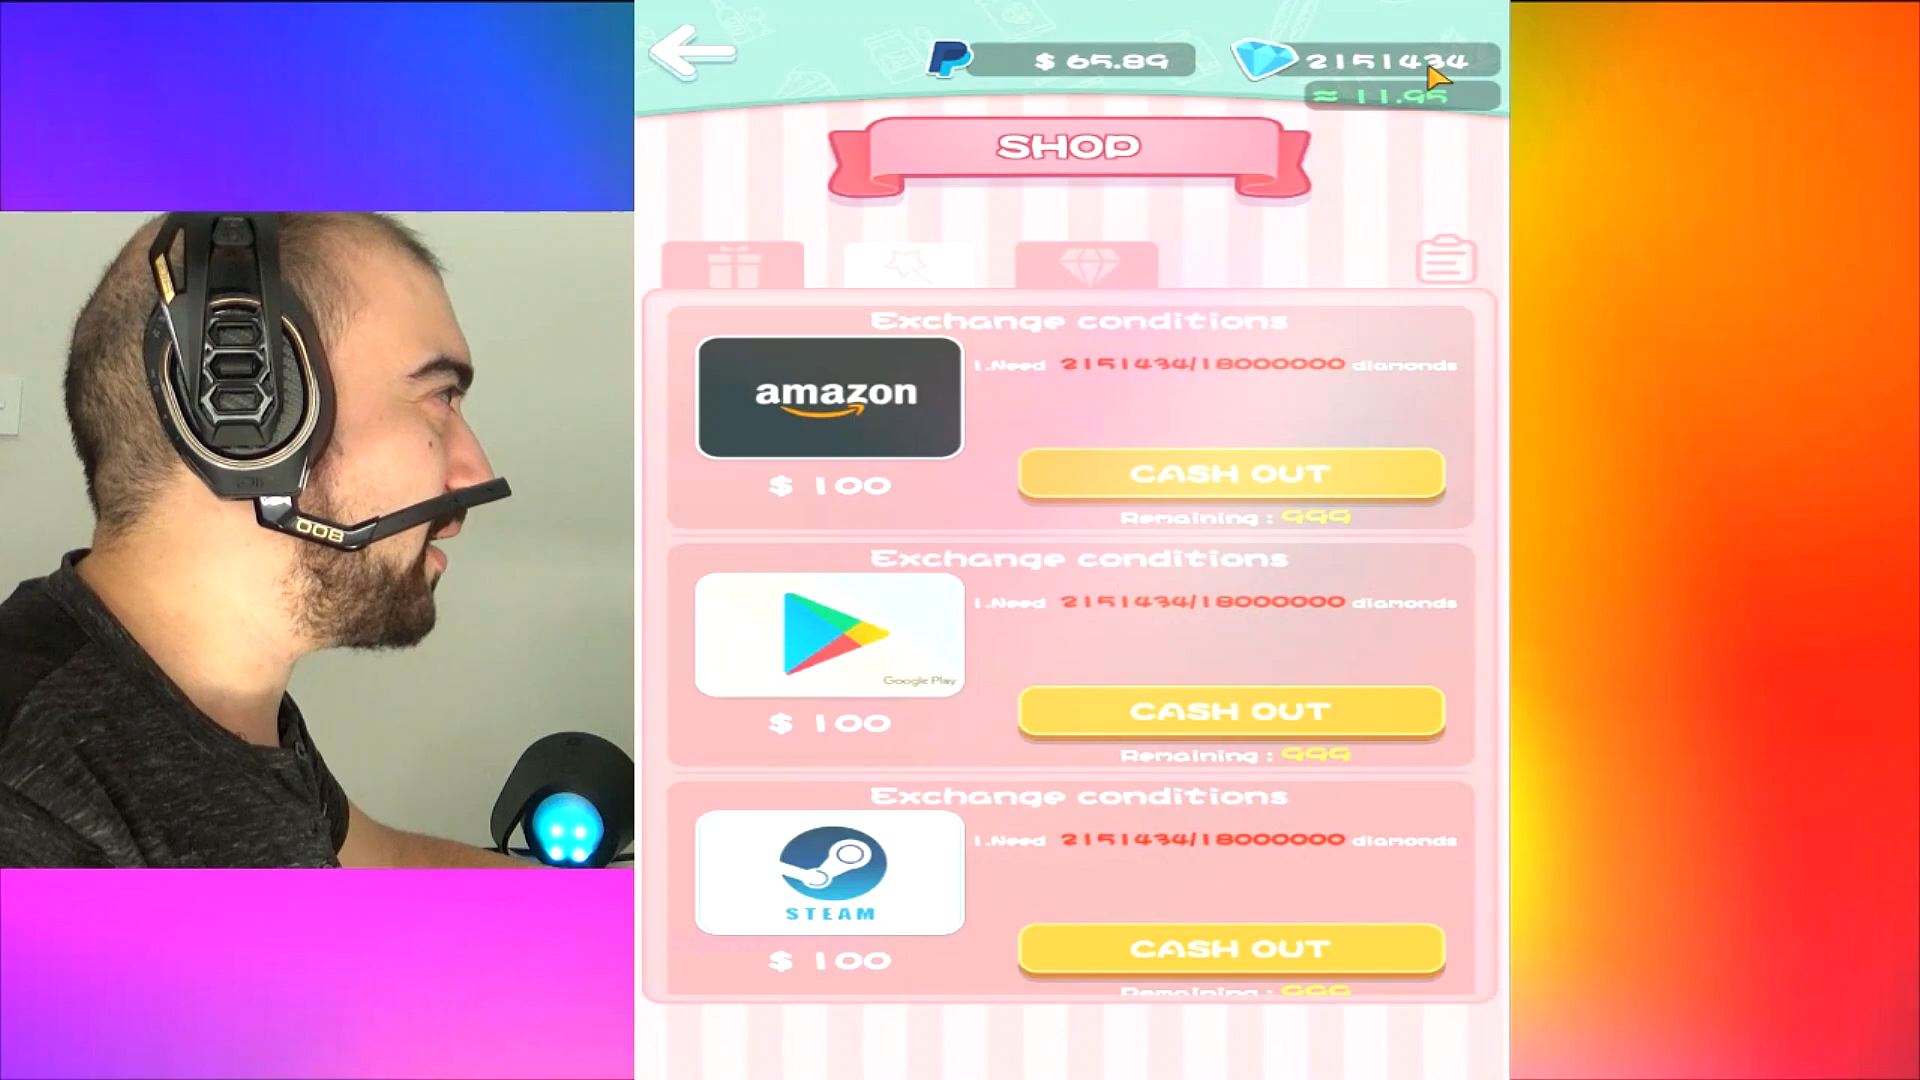 $ 65.89
2151434
≈ 11.95
SHOP
Exchange conditions
amazon
1.Need 2151434/18000000 diamonds
$ 100
CASH OUT
Remaining : 999
Exchange conditions
Google Play
1.Need 2151434/18000000 diamonds
$ 100
CASH OUT
Remaining : 999
Exchange conditions
STEAM
1.Need 2151434/18000000 diamonds
$ 100
CASH OUT
Remaining : 999
008